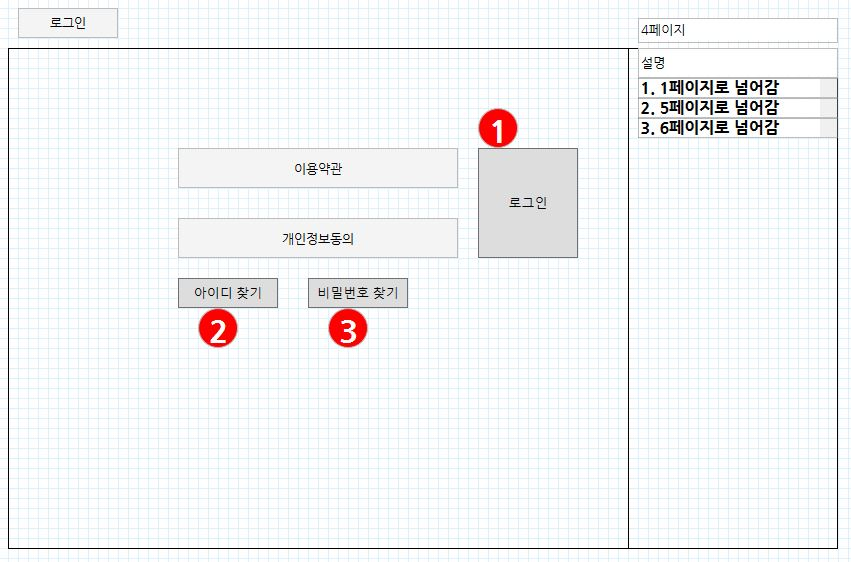 로그인
4페이지
설명
1. 1페이지로 넘어감
2. 5페이지로 넘어감
3. 6페이지로 넘어감
1
이용약관
로그인
개인정보동의
아이디 찾기
비밀번호 찾기
2
3